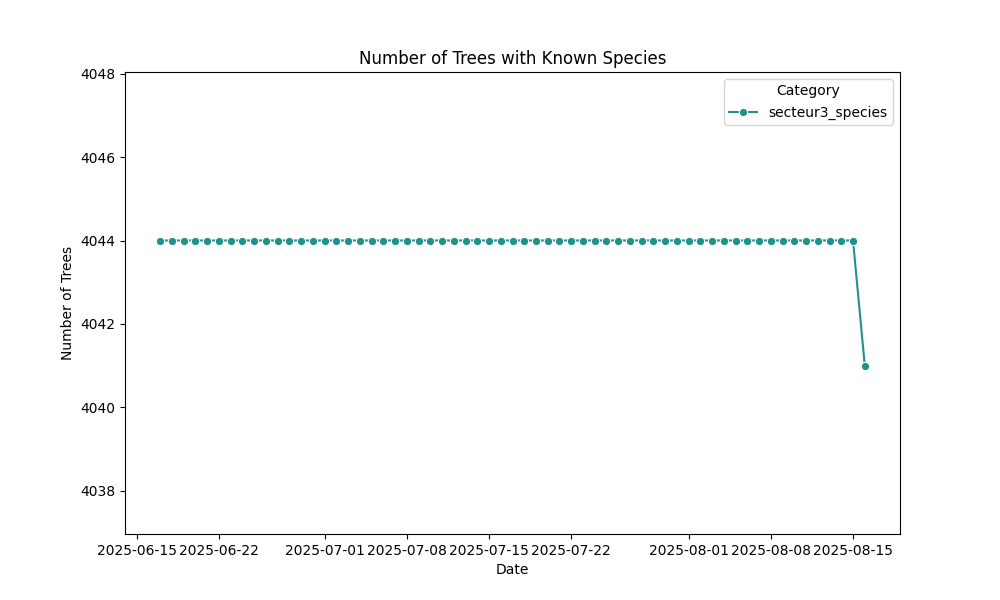 Number of Trees with Known Species
Category
secteur3_species
4048
4046
4044
4042
4040
4038
Number of Trees
2025-06-15 2025-06-22 2025-07-01 2025-07-08 2025-07-15 2025-07-22 2025-08-01 2025-08-08 2025-08-15
Date